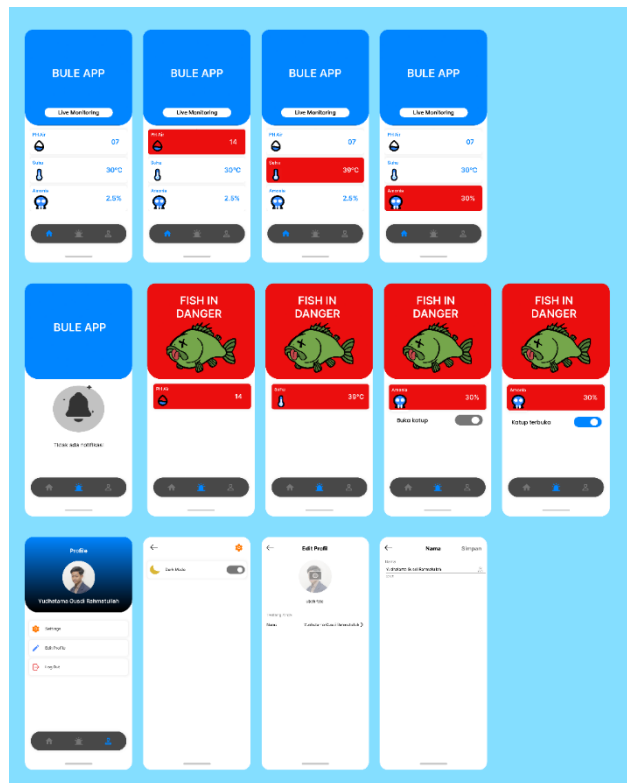 BULE APP
Live Monitoring
PH Air
07
Suhu
30°C
Amonia
2.5%
BULE APP
Live Monitoring
PH Air
14
Suhu
30°C
Amonia
2.5%
BULE APP
Live Monitoring
PH Air
07
Suhu
39°C
Amonia
2.5%
BULE APP
Live Monitoring
PH Air
07
Suhu
30°C
Amonia
30%
BULE APP
Tidak ada notifikasi
FISH IN
DANGER
PH Air
14
FISH IN
DANGER
Suhu
39°C
FISH IN
DANGER
Amonia
30%
Buka katup
FISH IN
DANGER
Amonia
30%
Katup terbuka
Profile
Yudhatama Gusdi Rahmatullah
Settings
Edit Profile
Log Out
Dark Mode
Edit Profil
Nama
Nama
Simpan
Nama